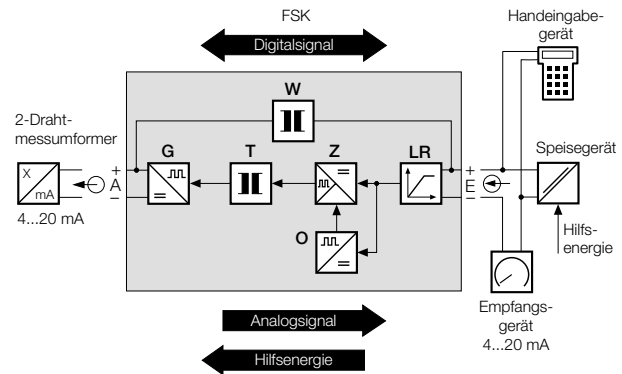 FSK
Digitalsignal
Handeingabe-
gerät
W
2-Draht-
messumformer
G
T
Z
LR
Speisegerät
X
mA
+
A
–
+
E
–
4...20 mA
O
Hilfs-
energie
Empfangs-
gerät
4...20 mA
Analogsignal
Hilfsenergie